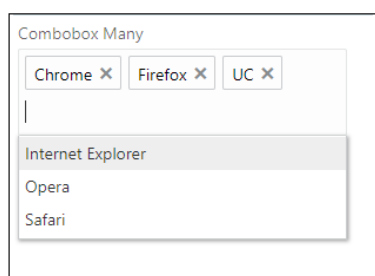 Combobox Many
Chrome × Firefox × UC ×
Internet Explorer
Opera
Safari